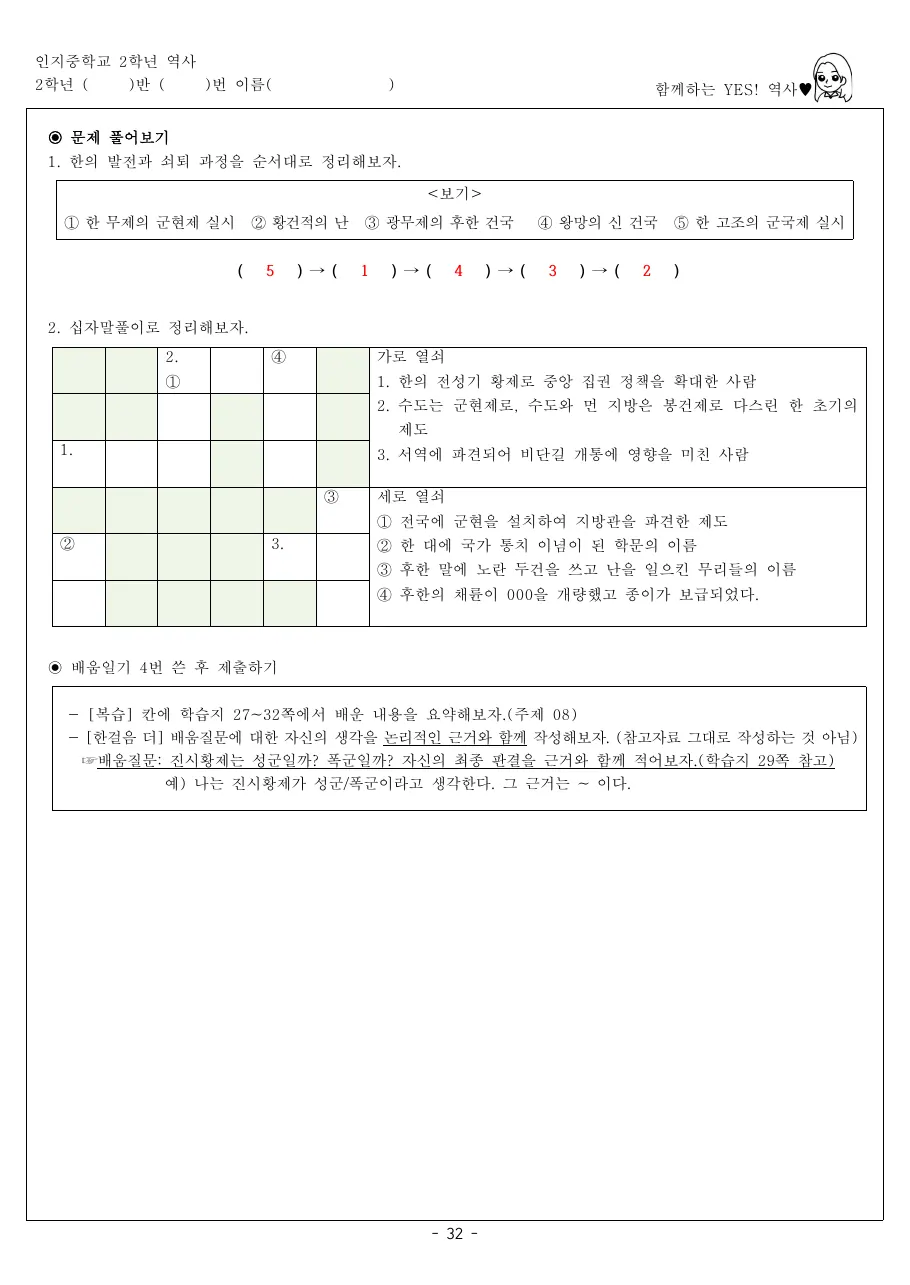 인지중학교 2학년 역사
2학년 (     )반 (     )번 이름(               )
함께하는 YES! 역사♥
◉ 문제 풀어보기
1. 한의 발전과 쇠퇴 과정을 순서대로 정리해보자.
<보기>
① 한 무제의 군현제 실시  ② 황건적의 난  ③ 광무제의 후한 건국  ④ 왕망의 신 건국  ⑤ 한 고조의 군국제 실시
(  5  ) → (  1  ) → (  4  ) → (  3  ) → (  2  )
2. 십자말풀이로 정리해보자.
2. ④
①
1.
③
② 3.
가로 열쇠
1. 한의 전성기 황제로 중앙 집권 정책을 확대한 사람
2. 수도는 군현제로, 수도와 먼 지방은 봉건제로 다스린 한 초기의
제도
3. 서역에 파견되어 비단길 개통에 영향을 미친 사람
세로 열쇠
① 전국에 군현을 설치하여 지방관을 파견한 제도
② 한 대에 국가 통치 이념이 된 학문의 이름
③ 후한 말에 노란 두건을 쓰고 난을 일으킨 무리들의 이름
④ 후한의 채륜이 000을 개량했고 종이가 보급되었다.
◉ 배움일기 4번 쓴 후 제출하기
- [복습] 칸에 학습지 27~32쪽에서 배운 내용을 요약해보자.(주제 08)
- [한걸음 더] 배움질문에 대한 자신의 생각을 논리적인 근거와 함께 작성해보자. (참고자료 그대로 작성하는 것 아님)
☞배움질문: 진시황제는 성군일까? 폭군일까? 자신의 최종 판결을 근거와 함께 적어보자.(학습지 29쪽 참고)
예) 나는 진시황제가 성군/폭군이라고 생각한다. 그 근거는 ~ 이다.
- 32 -